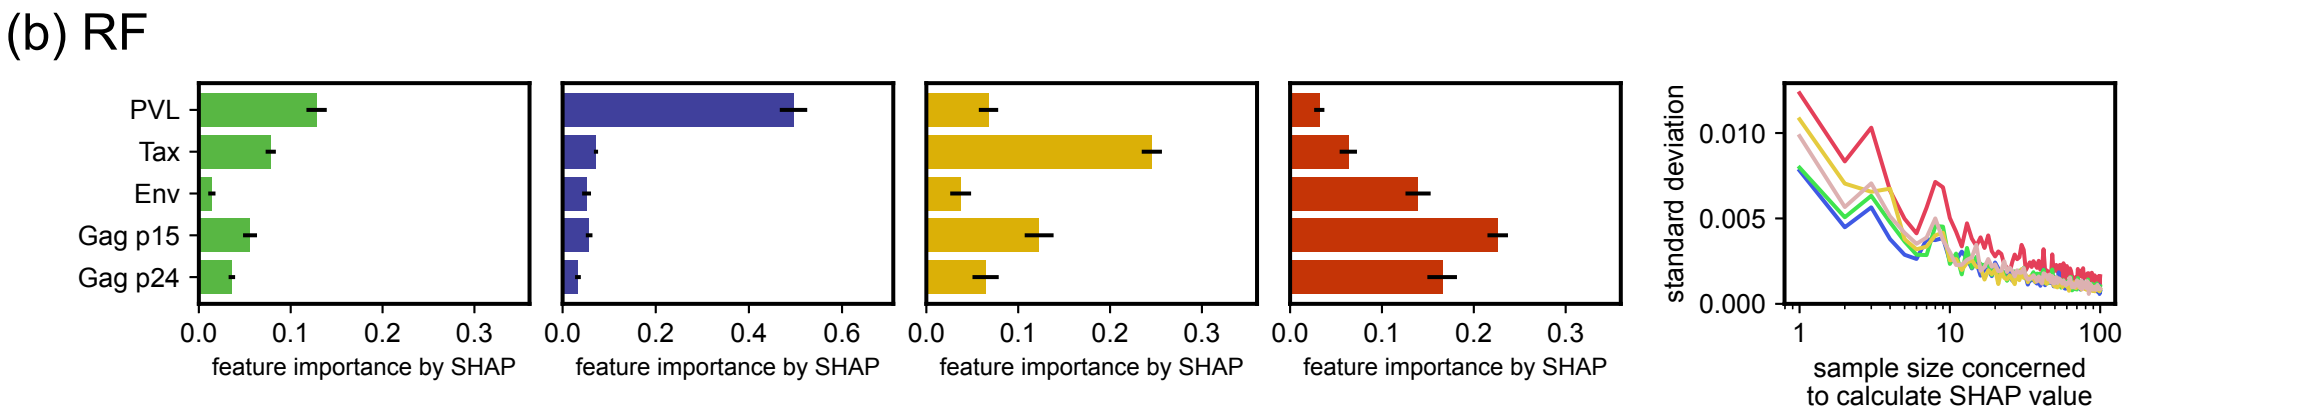 (b) RF
PVL
Tax
Env
Gag p15
Gag p24
0.0 0.1 0.2 0.3
feature importance by SHAP
0.0 0.2 0.4 0.6
feature importance by SHAP
0.0 0.1 0.2 0.3
feature importance by SHAP
0.0 0.1 0.2 0.3
feature importance by SHAP
standard deviation
0.010
0.005
0.000
1 10 100
sample size concerned
to calculate SHAP value